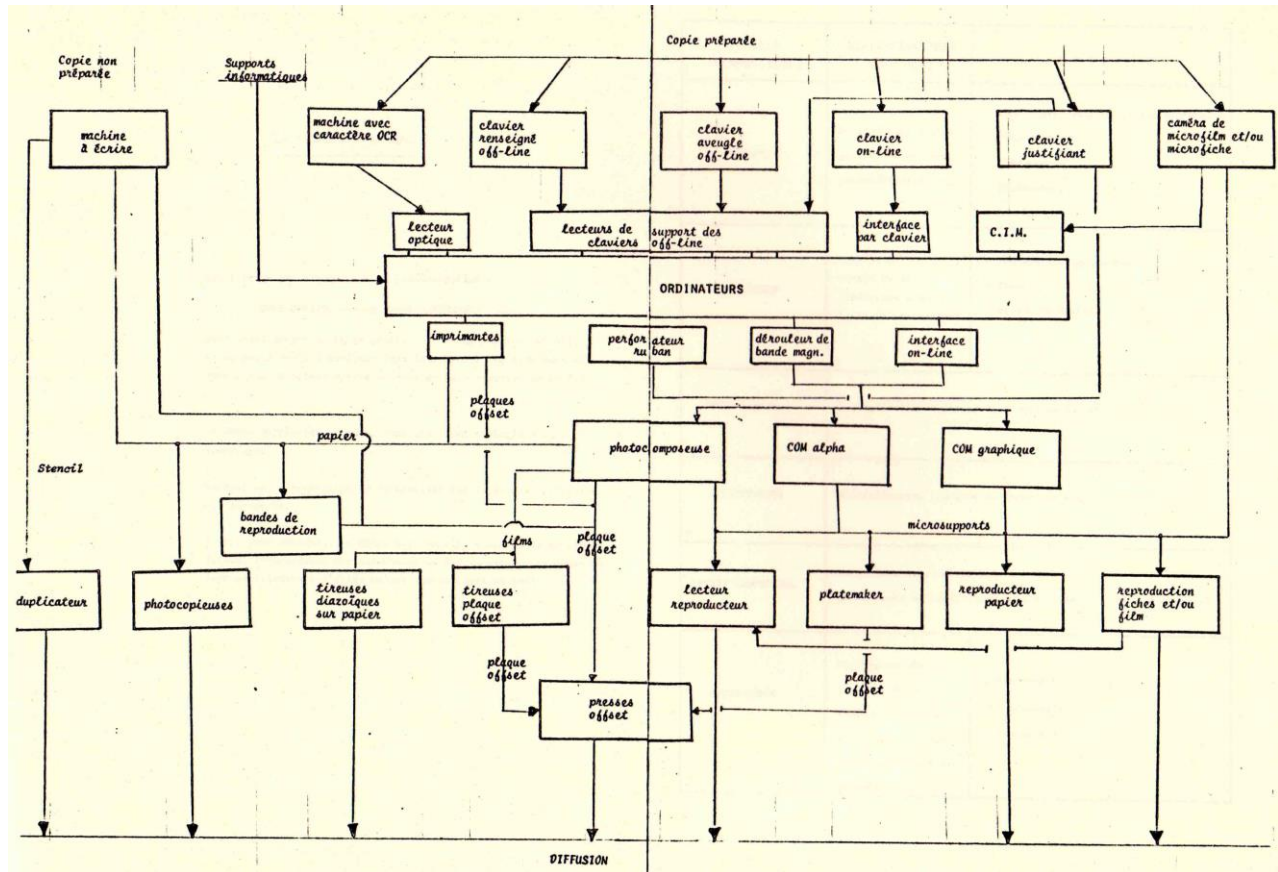 Copie non
préparée
Supports
informatiques
Copie préparée
machine
à écrire
machine avec
caractère OCR
clavier
renseigné
off-line
clavier
aveugle
off-line
clavier
on-line
clavier
justifiant
caméra de
microfilm et/ou
microfiche
lecteur
optique
lecteurs de support des
claviers off-line
interface
par clavier
C.I.M.
ORDINATEURS
imprimantes
perforateur
ruban
dérouleur de
bande magn.
interface
on-line
plaques
offset
papier
photocomposeuse
COM alpha
COM graphique
Stencil
bandes de
reproduction
films
plaque
offset
microsupports
duplicateur
photocopieuses
tireuses
diazoïques
sur papier
tireuses
plaque
offset
lecteur
reproducteur
platemaker
reproducteur
papier
reproduction
fiches et/ou
film
plaque
offset
plaque
offset
presses
offset
DIFFUSION